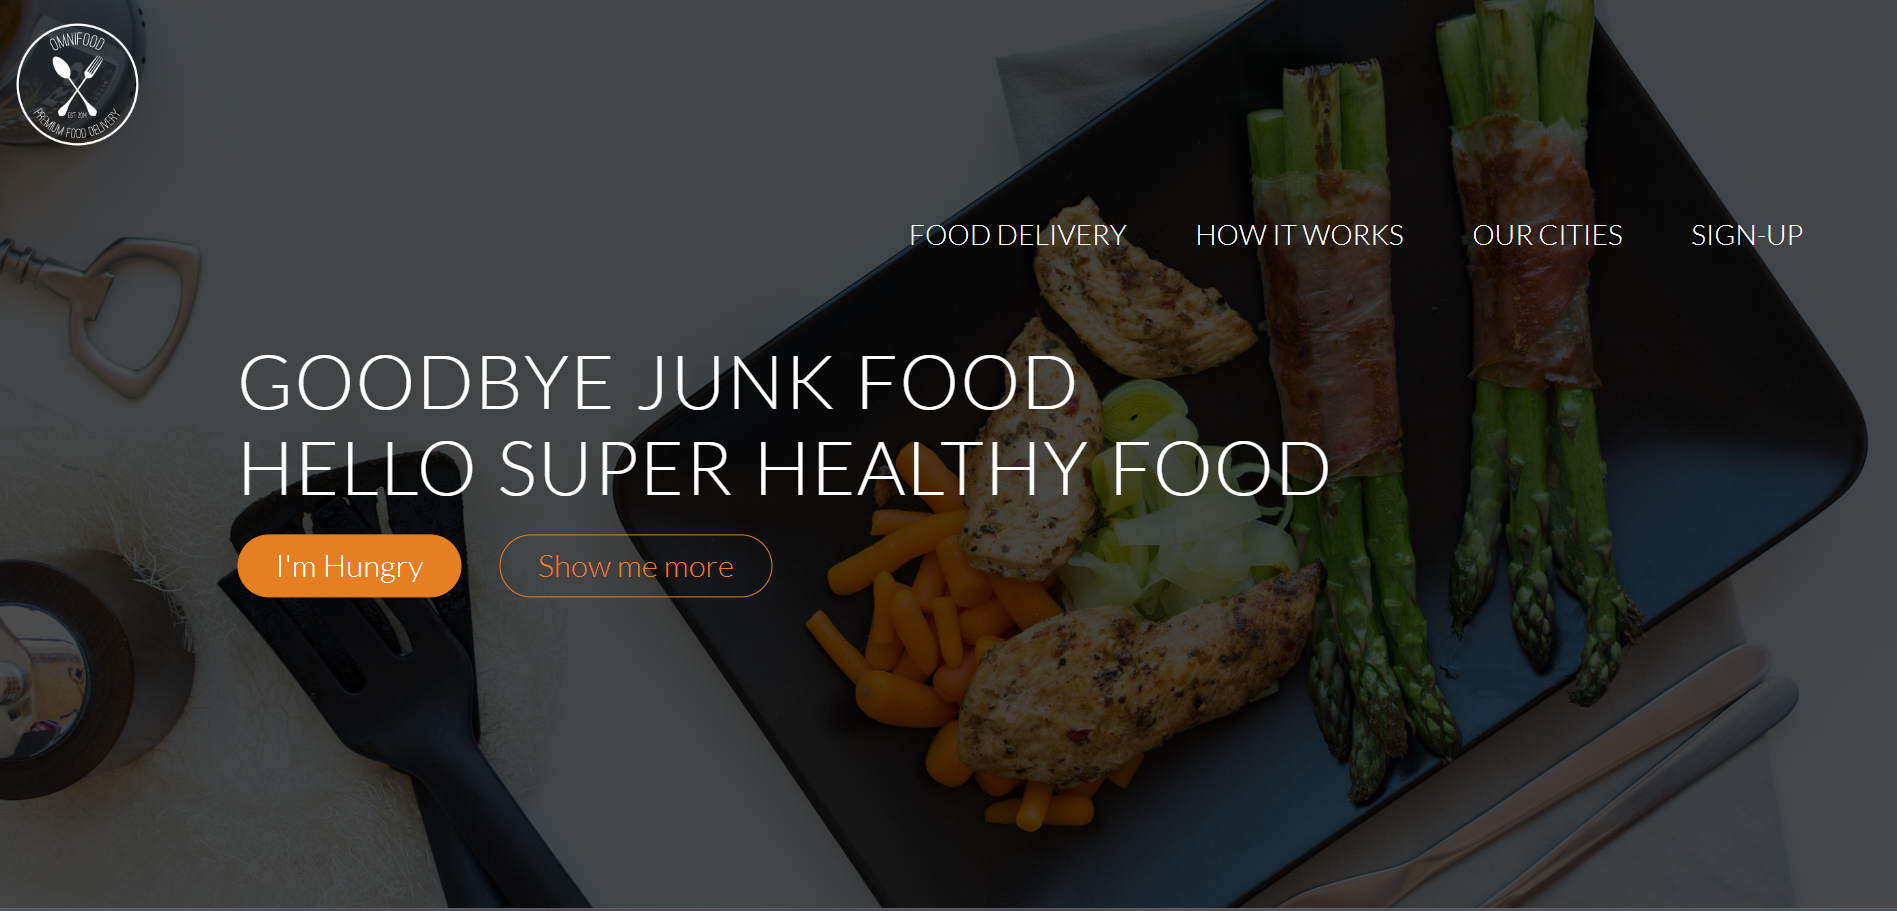 OMNIFOOD
EST 2014
PREMIUM FOOD DELIVERY
FOOD DELIVERY HOW IT WORKS OUR CITIES SIGN-UP
GOODBYE JUNK FOOD
HELLO SUPER HEALTHY FOOD
I'm Hungry Show me more